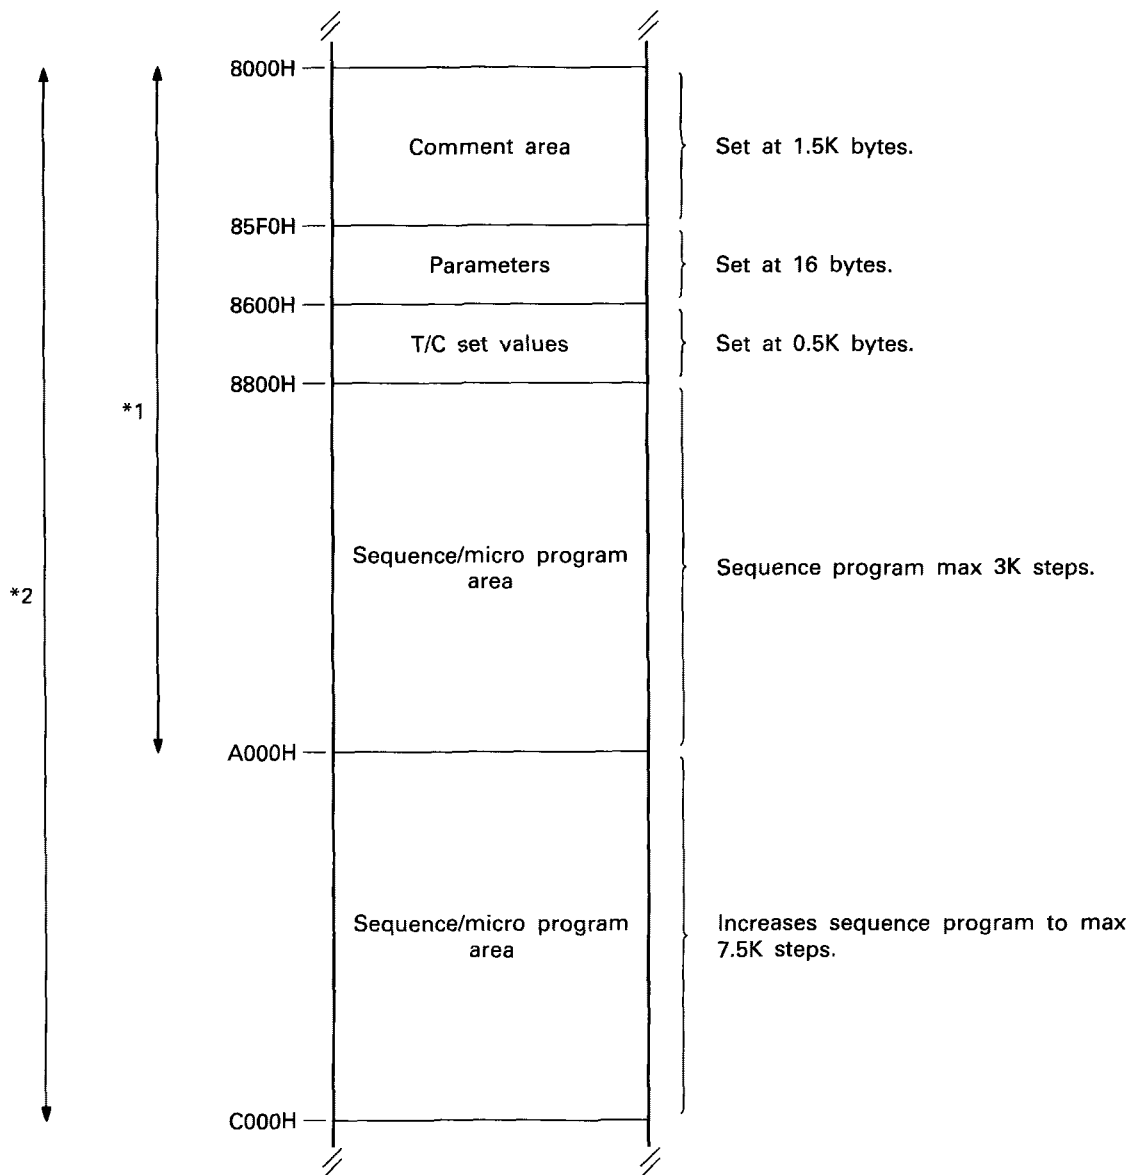 8000H
Comment area
Set at 1.5K bytes.
85F0H
Parameters
Set at 16 bytes.
8600H
T/C set values
Set at 0.5K bytes.
8800H
*1
Sequence/micro program
area
Sequence program max 3K steps.
*2
A000H
Sequence/micro program
area
Increases sequence program to max
7.5K steps.
C000H